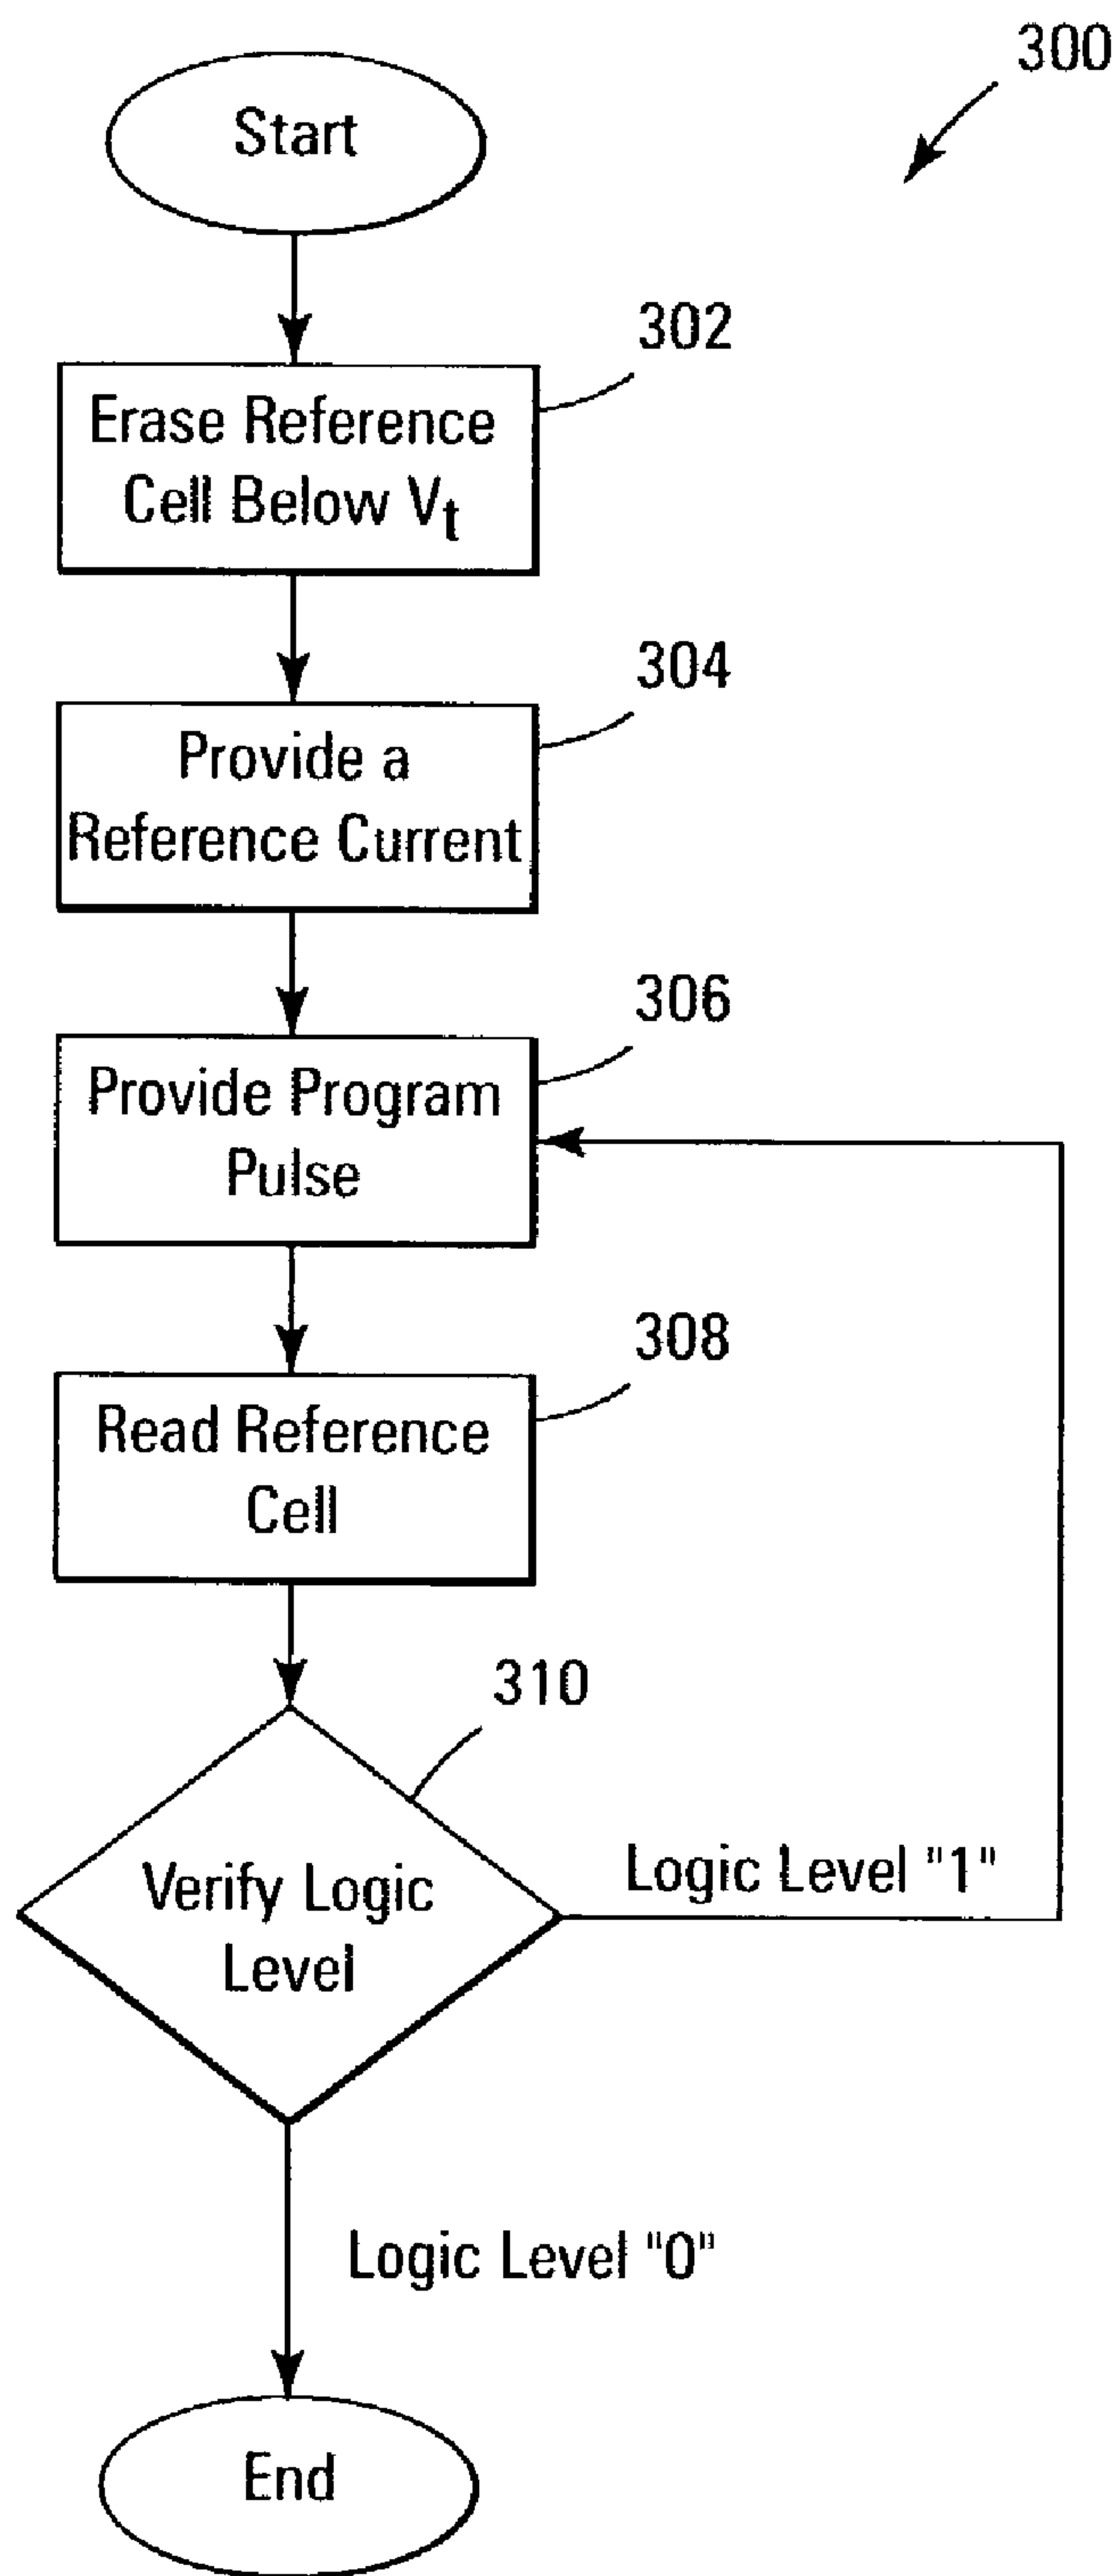 300
Start
302
Erase Reference
Cell Below Vt
304
Provide a
Reference Current
306
Provide Program
Pulse
308
Read Reference
Cell
310
Verify Logic
Level
Logic Level "1"
Logic Level "0"
End